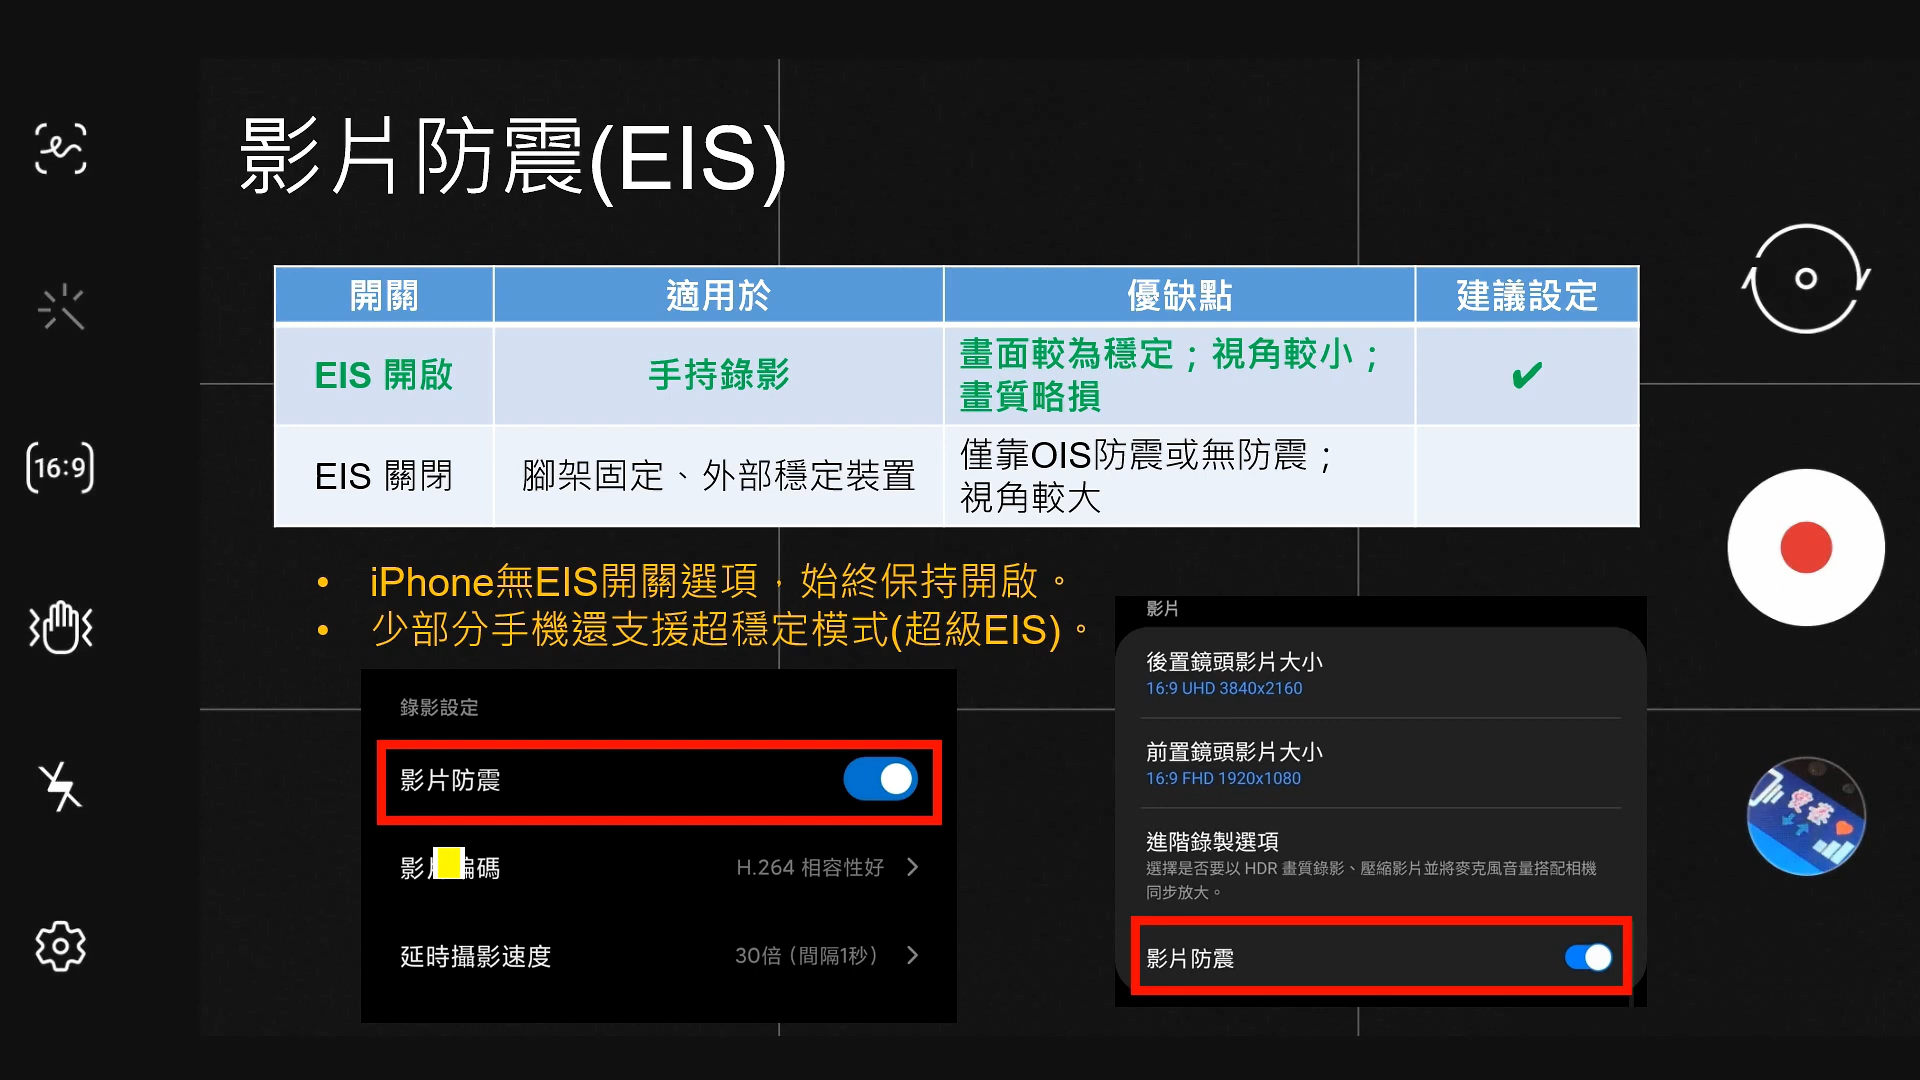 影片防震(EIS)
開關 適用於 優缺點 建議設定
EIS 開啟 手持錄影 畫面較為穩定；視角較小；
畫質略損 ✔
EIS 關閉 腳架固定、外部穩定裝置 僅靠OIS防震或無防震；
視角較大
16:9
• iPhone無EIS開關選項，始終保持開啟。
• 少部分手機還支援超穩定模式(超級EIS)。
錄影設定
影片防震
影片編碼 H.264 相容性好
延時攝影速度 30倍 (間隔1秒)
影片
後置鏡頭影片大小
16:9 UHD 3840x2160
前置鏡頭影片大小
16:9 FHD 1920x1080
進階錄製選項
選擇是否要以 HDR 畫質錄影、壓縮影片並將麥克風音量搭配相機
同步放大。
影片防震